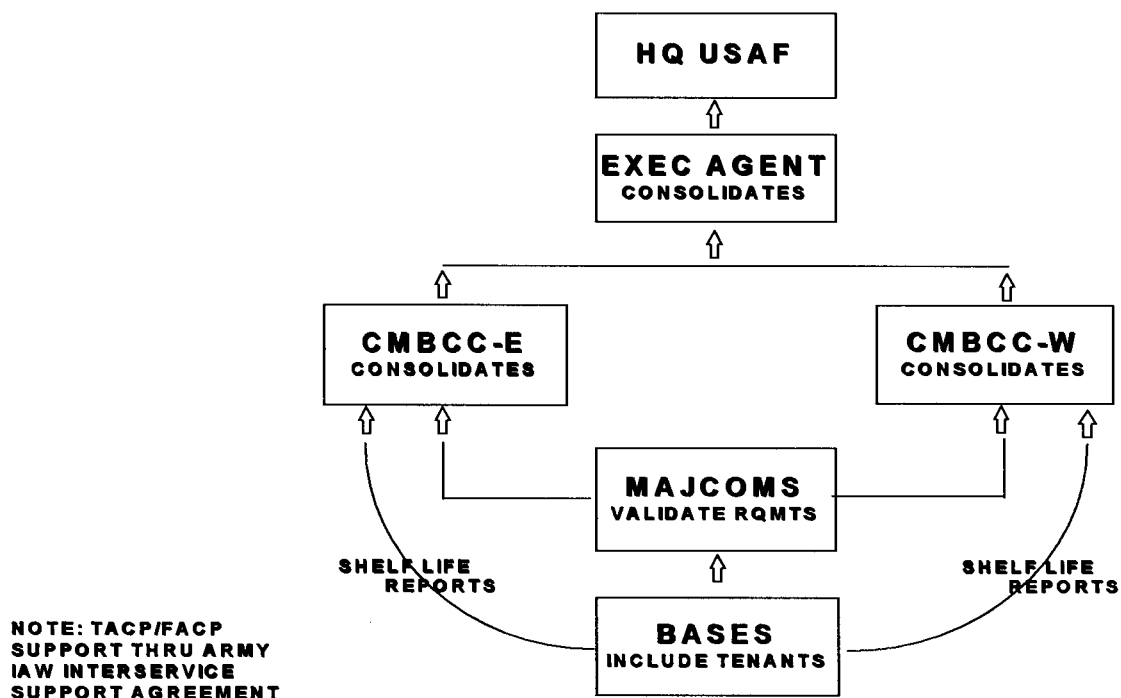 HQ USAF
EXEC AGENT
CONSOLIDATES
CMBCC-E
CONSOLIDATES
CMBCC-W
CONSOLIDATES
MAJCOMS
VALIDATE RQMTS
SHELF LIFE
REPORTS
SHELF LIFE
REPORTS
BASES
INCLUDE TENANTS
NOTE: TACP/FACP
SUPPORT THRU ARMY
IAW INTERSERVICE
SUPPORT AGREEMENT